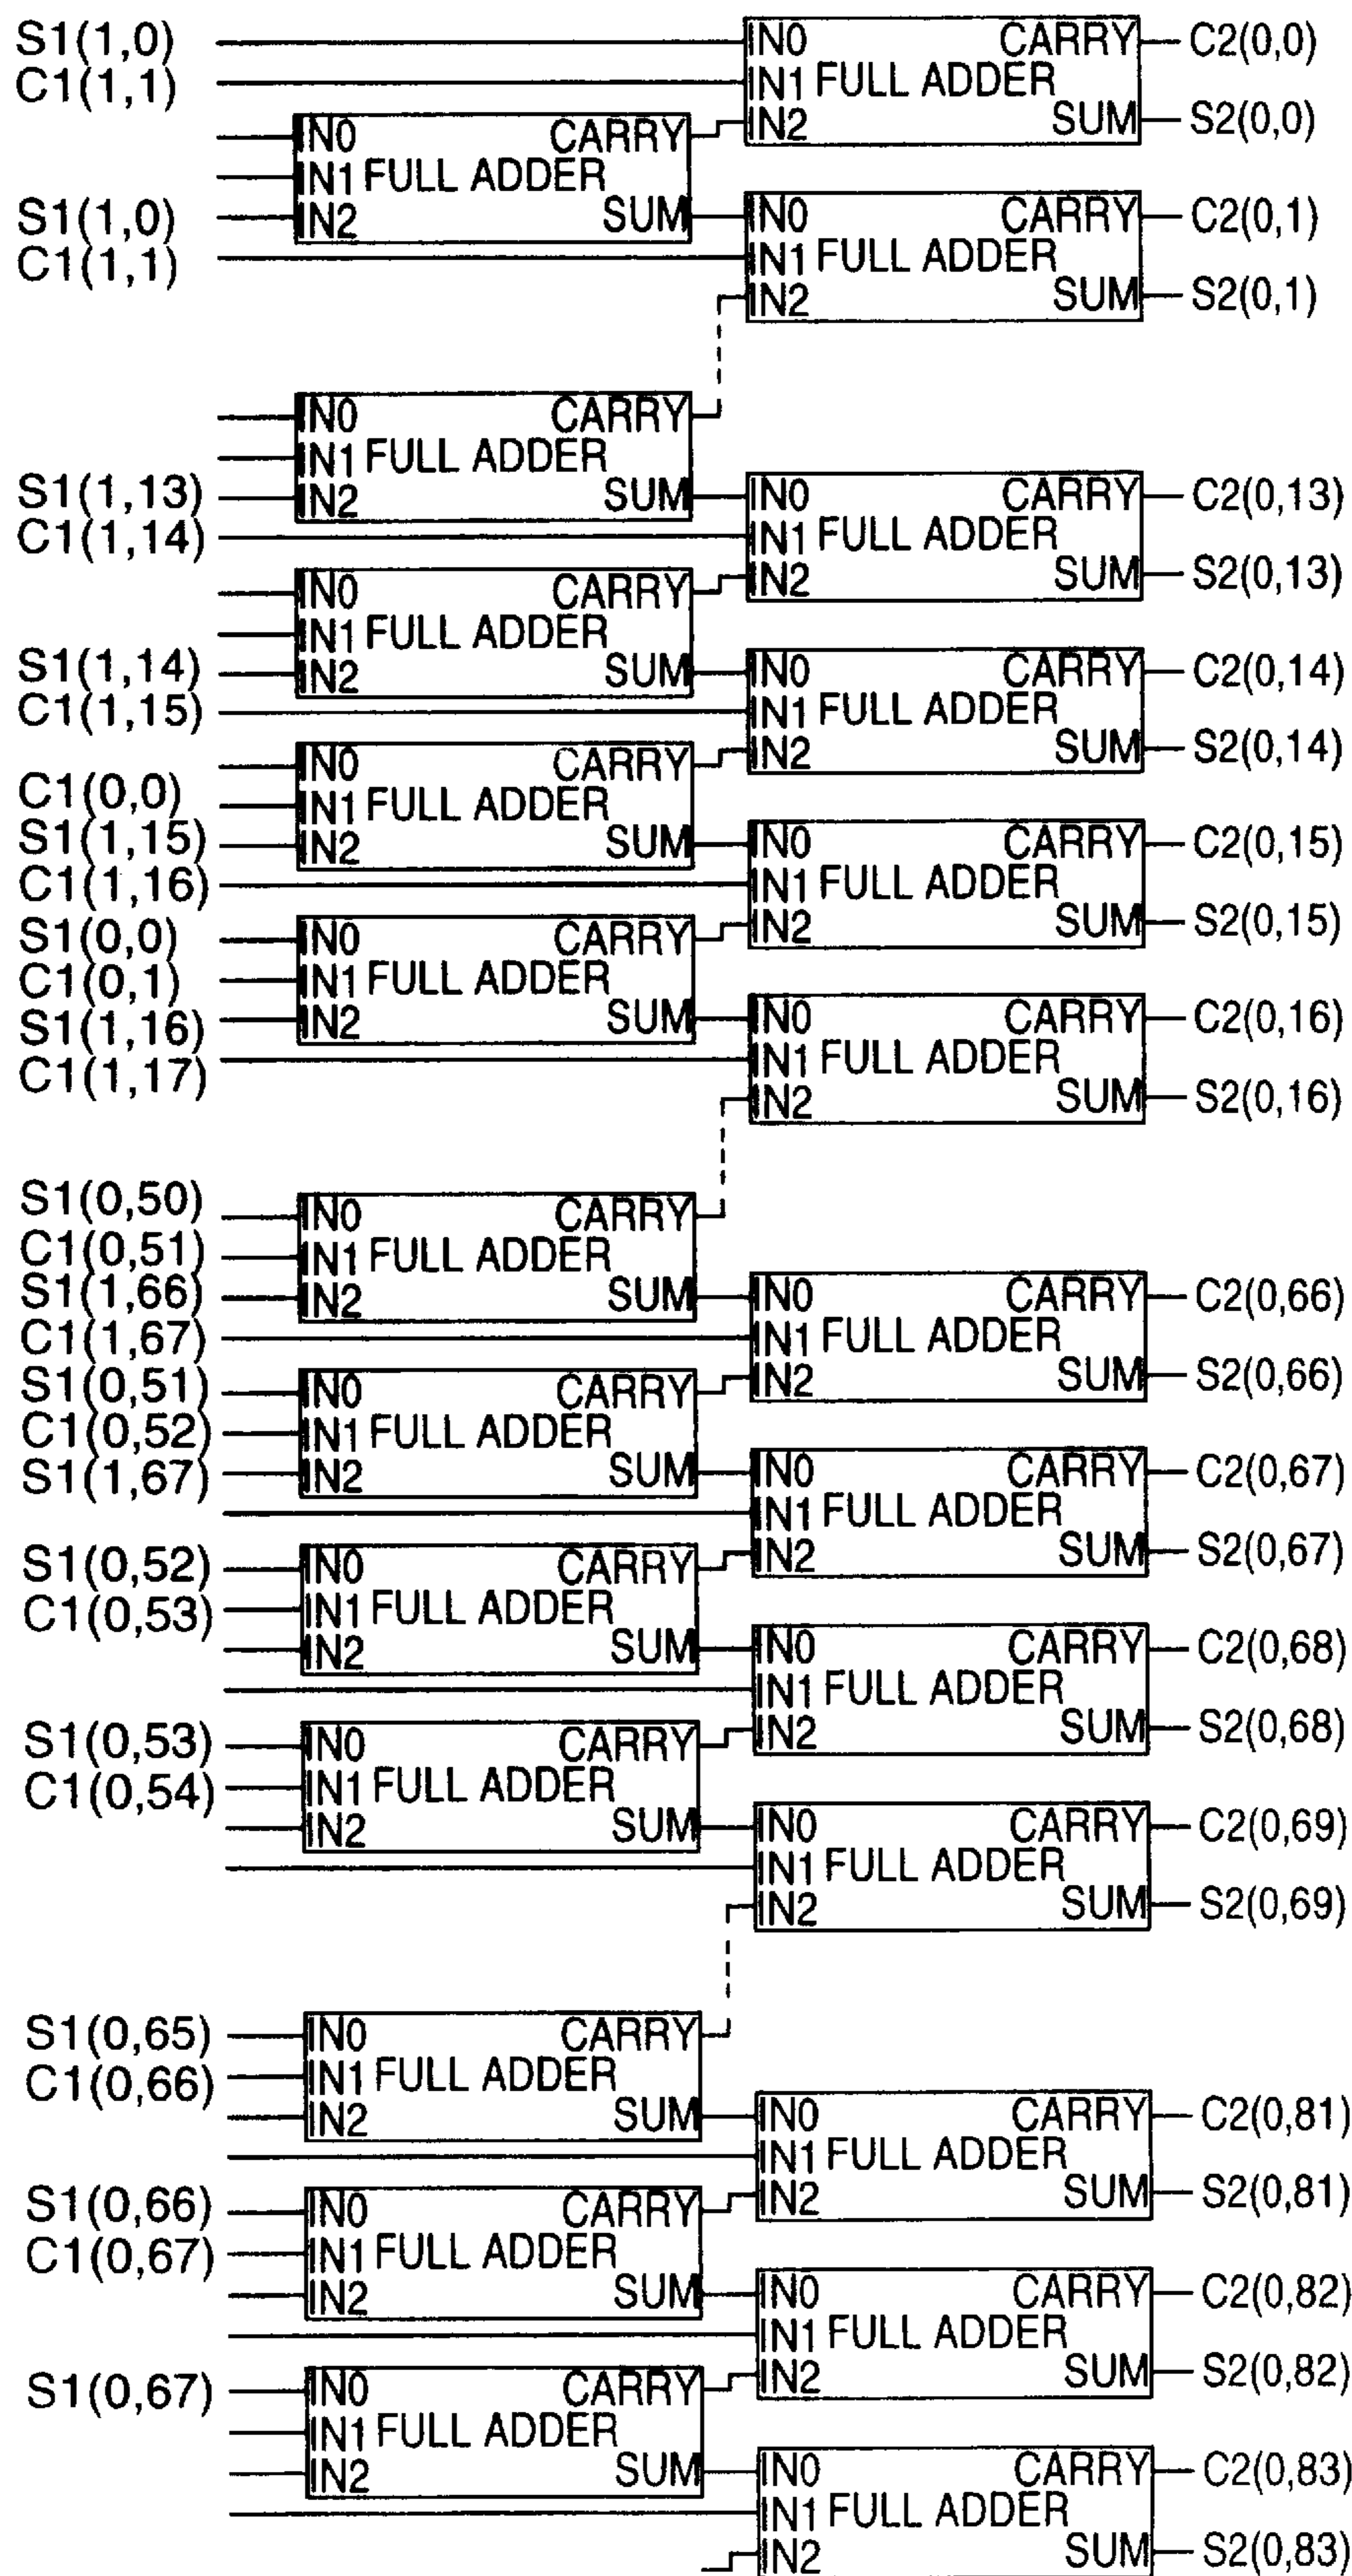 S1(1,0)
C1(1,1)
IN0 CARRY
IN1 FULL ADDER
IN2 SUM
C2(0,0)
S2(0,0)
IN0 CARRY
IN1 FULL ADDER
IN2 SUM
S1(1,0)
C1(1,1)
IN0 CARRY
IN1 FULL ADDER
IN2 SUM
C2(0,1)
S2(0,1)
IN0 CARRY
IN1 FULL ADDER
IN2 SUM
S1(1,13)
C1(1,14)
IN0 CARRY
IN1 FULL ADDER
IN2 SUM
C2(0,13)
S2(0,13)
IN0 CARRY
IN1 FULL ADDER
IN2 SUM
S1(1,14)
C1(1,15)
IN0 CARRY
IN1 FULL ADDER
IN2 SUM
C2(0,14)
S2(0,14)
IN0 CARRY
IN1 FULL ADDER
IN2 SUM
C1(0,0)
S1(1,15)
C1(1,16)
IN0 CARRY
IN1 FULL ADDER
IN2 SUM
C2(0,15)
S2(0,15)
S1(0,0)
C1(0,1)
S1(1,16)
C1(1,17)
IN0 CARRY
IN1 FULL ADDER
IN2 SUM
IN0 CARRY
IN1 FULL ADDER
IN2 SUM
C2(0,16)
S2(0,16)
S1(0,50)
C1(0,51)
S1(1,66)
C1(1,67)
IN0 CARRY
IN1 FULL ADDER
IN2 SUM
IN0 CARRY
IN1 FULL ADDER
IN2 SUM
C2(0,66)
S2(0,66)
S1(0,51)
C1(0,52)
S1(1,67)
IN0 CARRY
IN1 FULL ADDER
IN2 SUM
IN0 CARRY
IN1 FULL ADDER
IN2 SUM
C2(0,67)
S2(0,67)
S1(0,52)
C1(0,53)
IN0 CARRY
IN1 FULL ADDER
IN2 SUM
IN0 CARRY
IN1 FULL ADDER
IN2 SUM
C2(0,68)
S2(0,68)
S1(0,53)
C1(0,54)
IN0 CARRY
IN1 FULL ADDER
IN2 SUM
IN0 CARRY
IN1 FULL ADDER
IN2 SUM
C2(0,69)
S2(0,69)
S1(0,65)
C1(0,66)
IN0 CARRY
IN1 FULL ADDER
IN2 SUM
IN0 CARRY
IN1 FULL ADDER
IN2 SUM
C2(0,81)
S2(0,81)
S1(0,66)
C1(0,67)
IN0 CARRY
IN1 FULL ADDER
IN2 SUM
IN0 CARRY
IN1 FULL ADDER
IN2 SUM
C2(0,82)
S2(0,82)
S1(0,67)
IN0 CARRY
IN1 FULL ADDER
IN2 SUM
IN0 CARRY
IN1 FULL ADDER
IN2 SUM
C2(0,83)
S2(0,83)